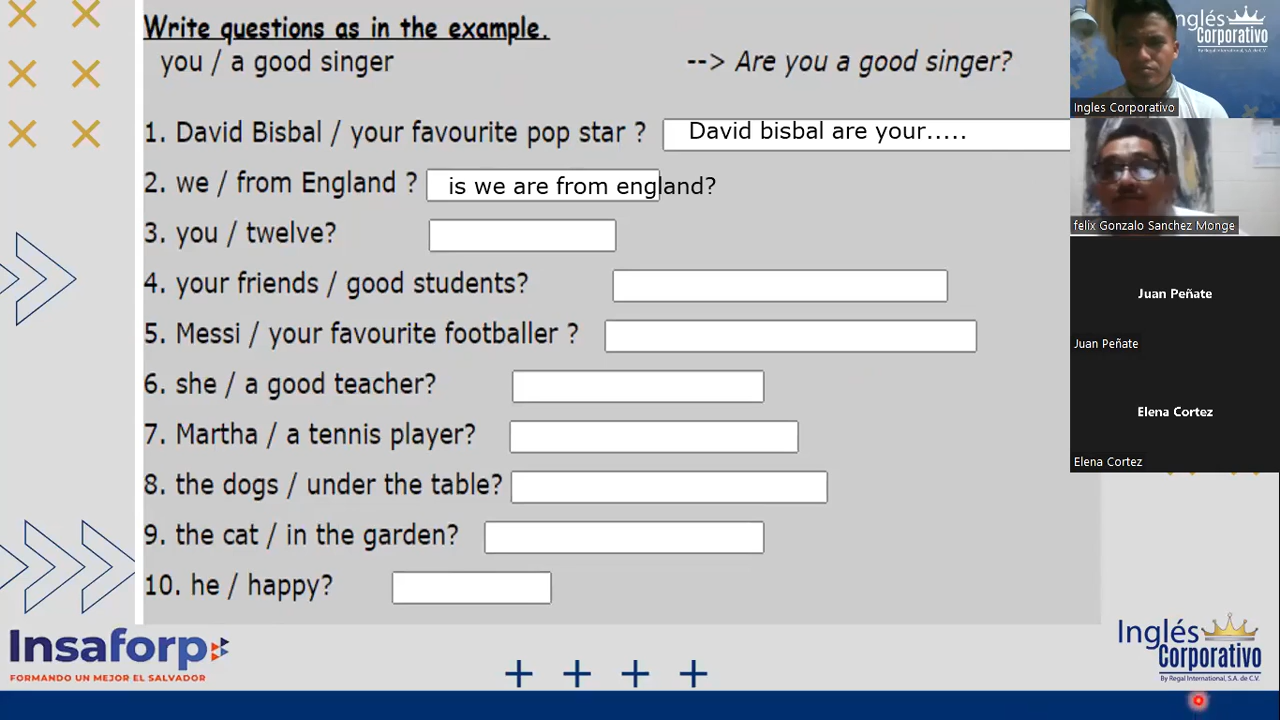 Write questions as in the example.
you / a good singer --> Are you a good singer?
1. David Bisbal / your favourite pop star ? David bisbal are your.....
2. we / from England ? is we are from england?
3. you / twelve?
4. your friends / good students?
5. Messi / your favourite footballer ?
6. she / a good teacher?
7. Martha / a tennis player?
8. the dogs / under the table?
9. the cat / in the garden?
10. he / happy?
Inglés
Corporativo
By Regal International, S.A. de C.V.
Ingles Corporativo
felix Gonzalo Sanchez Monge
Juan Peñate
Juan Peñate
Elena Cortez
Elena Cortez
Insaforp
FORMANDO UN MEJOR EL SALVADOR
Inglés
Corporativo
By Regal International, S.A. de C.V.